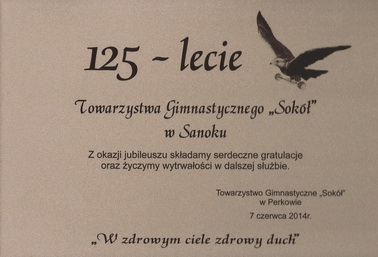 125 - lecie
Towarzystwa Gimnastycznego „Sokół”
w Sanoku
Z okazji jubileuszu składamy serdeczne gratulacje
oraz życzymy wytrwałości w dalszej służbie.
Towarzystwo Gimnastyczne „Sokół”
w Perkowie
7 czerwca 2014r.
„W zdrowym ciele zdrowy duch”